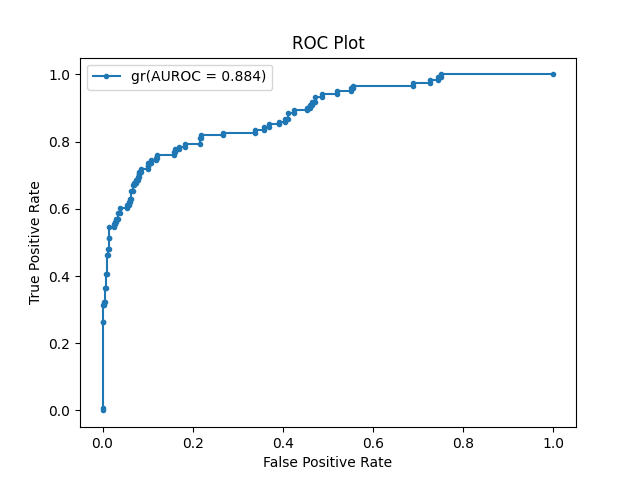 ROC Plot
gr(AUROC = 0.884)
1.0
0.8
0.6
0.4
0.2
0.0
True Positive Rate
0.0 0.2 0.4 0.6 0.8 1.0
False Positive Rate